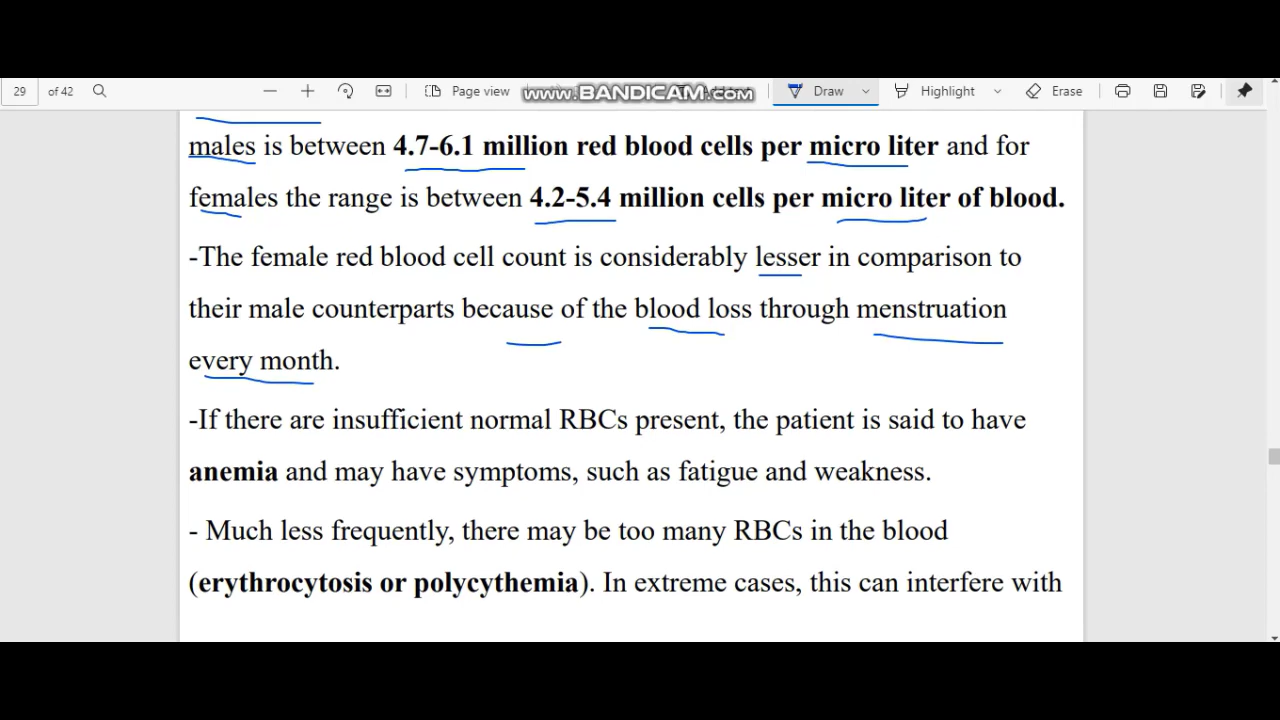 29 of 42 Page view www.BANDICAM.com Draw Highlight Erase
males is between 4.7-6.1 million red blood cells per micro liter and for
females the range is between 4.2-5.4 million cells per micro liter of blood.
-The female red blood cell count is considerably lesser in comparison to
their male counterparts because of the blood loss through menstruation
every month.
-If there are insufficient normal RBCs present, the patient is said to have
anemia and may have symptoms, such as fatigue and weakness.
- Much less frequently, there may be too many RBCs in the blood
(erythrocytosis or polycythemia). In extreme cases, this can interfere with